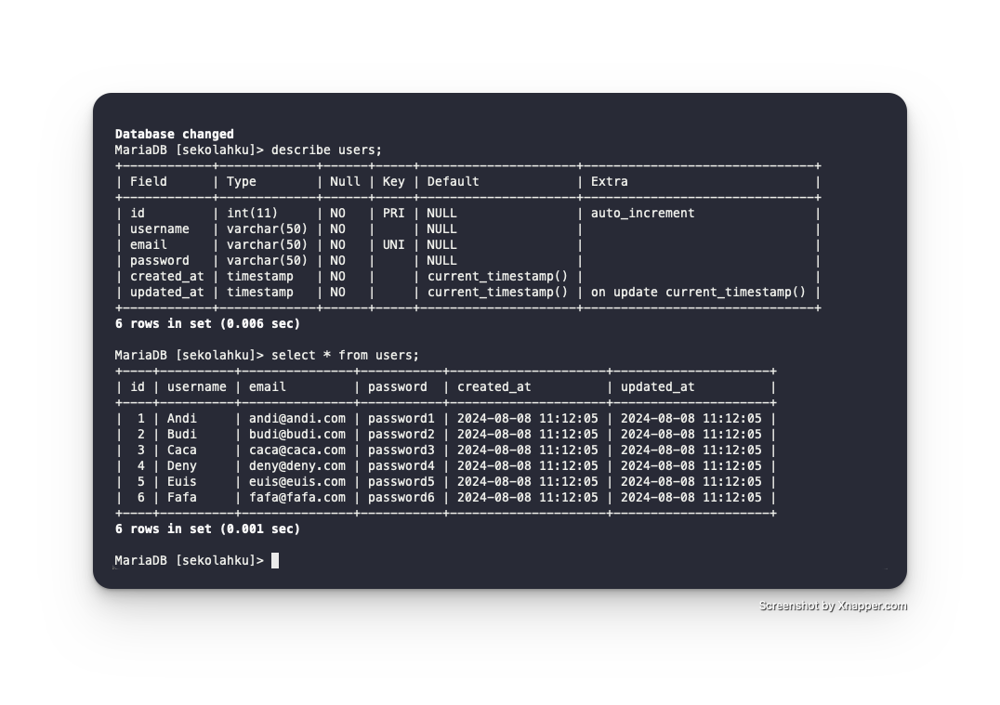 Database changed
MariaDB [sekolahku]> describe users;
+------------+-------------+------+-----+---------------------+-------------------------------+
| Field      | Type        | Null | Key | Default             | Extra                         |
+------------+-------------+------+-----+---------------------+-------------------------------+
| id         | int(11)     | NO   | PRI | NULL                | auto_increment                |
| username   | varchar(50) | NO   |     | NULL                |                               |
| email      | varchar(50) | NO   | UNI | NULL                |                               |
| password   | varchar(50) | NO   |     | NULL                |                               |
| created_at | timestamp   | NO   |     | current_timestamp() |                               |
| updated_at | timestamp   | NO   |     | current_timestamp() | on update current_timestamp() |
+------------+-------------+------+-----+---------------------+-------------------------------+
6 rows in set (0.006 sec)
MariaDB [sekolahku]> select * from users;
+----+----------+---------------+-----------+---------------------+---------------------+
| id | username | email         | password  | created_at          | updated_at          |
+----+----------+---------------+-----------+---------------------+---------------------+
|  1 | Andi     | andi@andi.com | password1 | 2024-08-08 11:12:05 | 2024-08-08 11:12:05 |
|  2 | Budi     | budi@budi.com | password2 | 2024-08-08 11:12:05 | 2024-08-08 11:12:05 |
|  3 | Caca     | caca@caca.com | password3 | 2024-08-08 11:12:05 | 2024-08-08 11:12:05 |
|  4 | Deny     | deny@deny.com | password4 | 2024-08-08 11:12:05 | 2024-08-08 11:12:05 |
|  5 | Euis     | euis@euis.com | password5 | 2024-08-08 11:12:05 | 2024-08-08 11:12:05 |
|  6 | Fafa     | fafa@fafa.com | password6 | 2024-08-08 11:12:05 | 2024-08-08 11:12:05 |
+----+----------+---------------+-----------+---------------------+---------------------+
6 rows in set (0.001 sec)
MariaDB [sekolahku]>
Screenshot by Xnapper.com